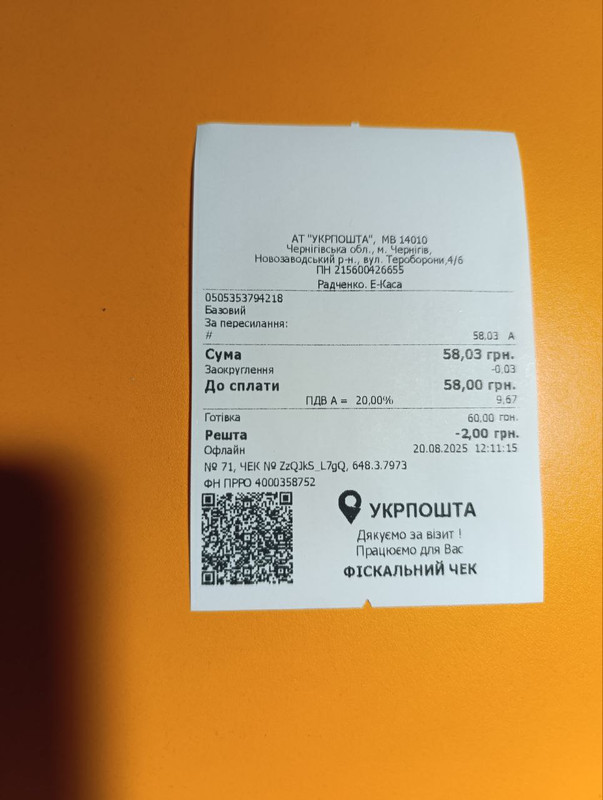 АТ "УКРПОШТА", МВ 14010
Чернігівська обл., м. Чернігів,
Новозаводський р-н., вул. Тероборони,4/6
ПН 215600426655
Радченко. Е-Каса
0505353794218
Базовий
За пересилання:
# 58.03 А
Сума 58,03 грн.
Заокруглення -0,03
До сплати 58,00 грн.
ПДВ А = 20,00% 9,67
Готівка 60,00 грн.
Решта -2,00 грн.
Офлайн 20.08.2025 12:11:15
№ 71, ЧЕК № ZzQJkS_L7gQ, 648.3.7973
ФН ПРРО 4000358752
УКРПОШТА
Дякуємо за візит !
Працюємо для Вас
ФІСКАЛЬНИЙ ЧЕК